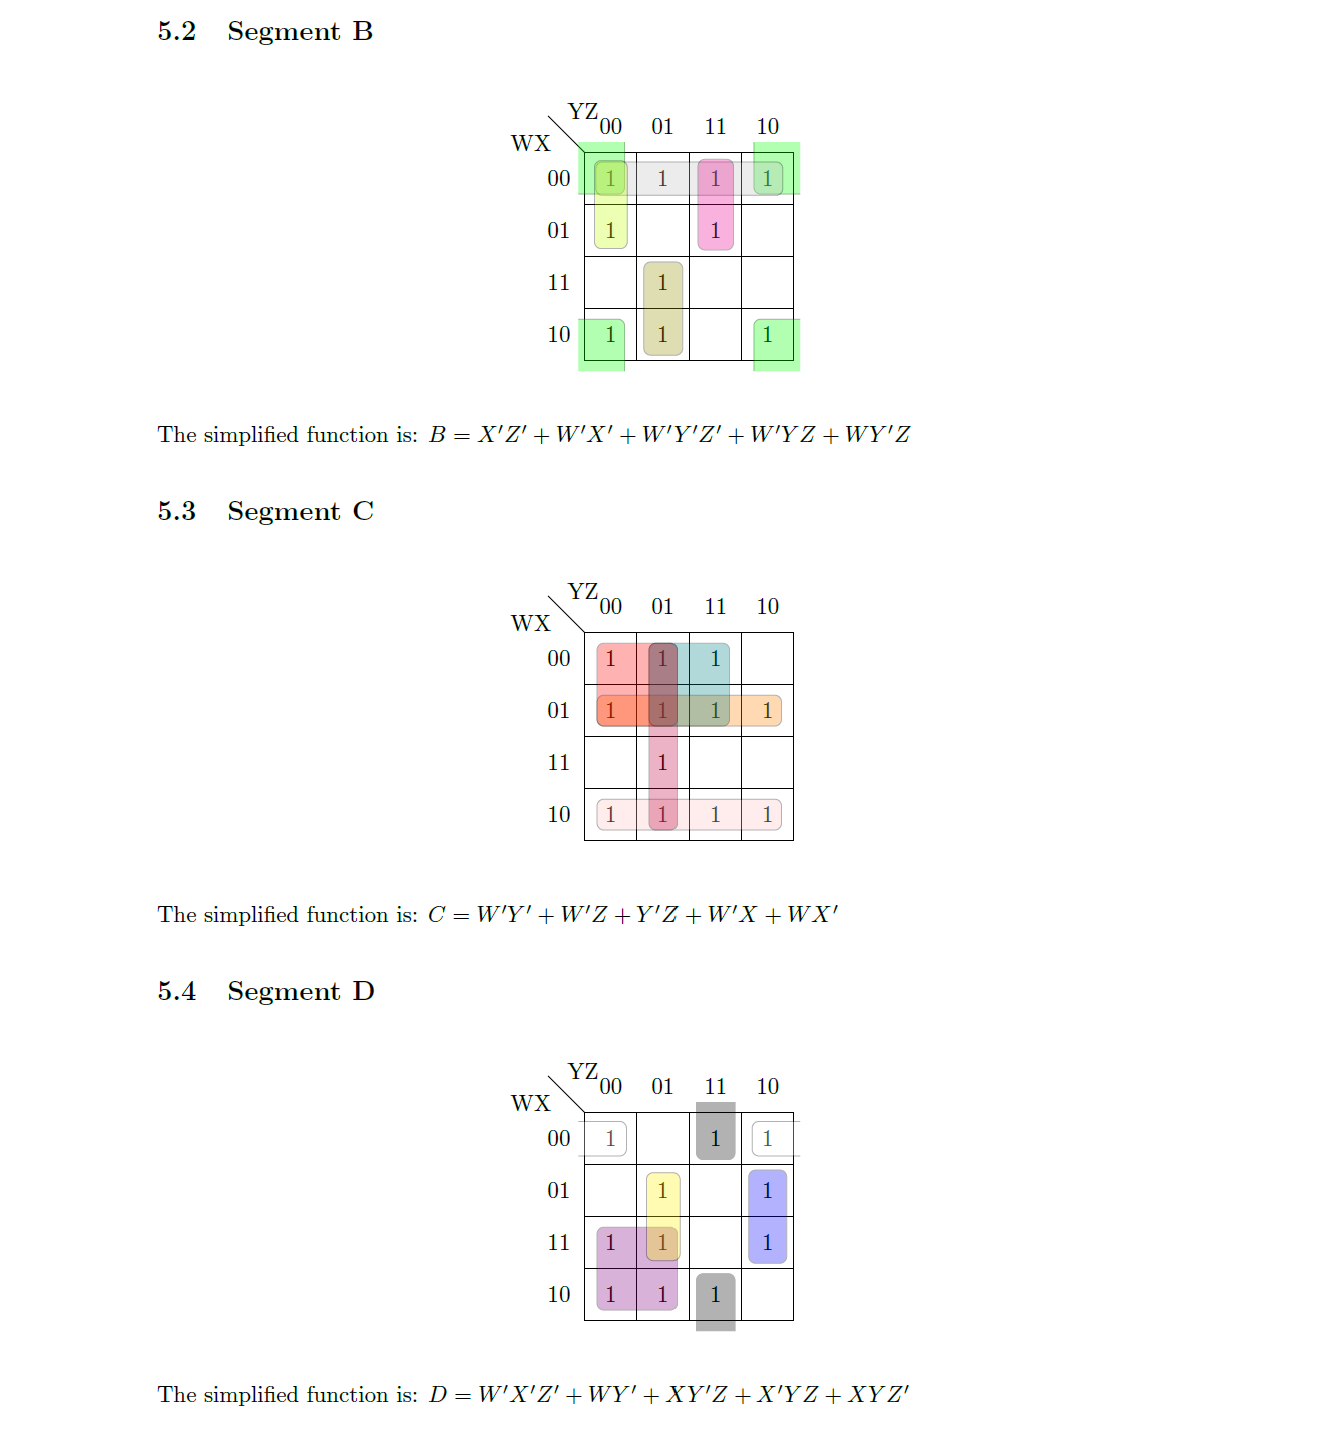 5.2 Segment B
YZ
00 01 11 10
WX
00 1 1 1 1
01 1 1
11 1
10 1 1 1
The simplified function is: B = X′Z′ + W′X′ + W′Y′Z′ + W′YZ + WY′Z
5.3 Segment C
YZ
00 01 11 10
WX
00 1 1 1
01 1 1 1 1
11 1
10 1 1 1 1
The simplified function is: C = W′Y′ + W′Z + Y′Z + W′X + WX′
5.4 Segment D
YZ
00 01 11 10
WX
00 1 1 1
01 1 1
11 1 1 1
10 1 1 1
The simplified function is: D = W′X′Z′ + WY′ + XY′Z + X′YZ + XYZ′